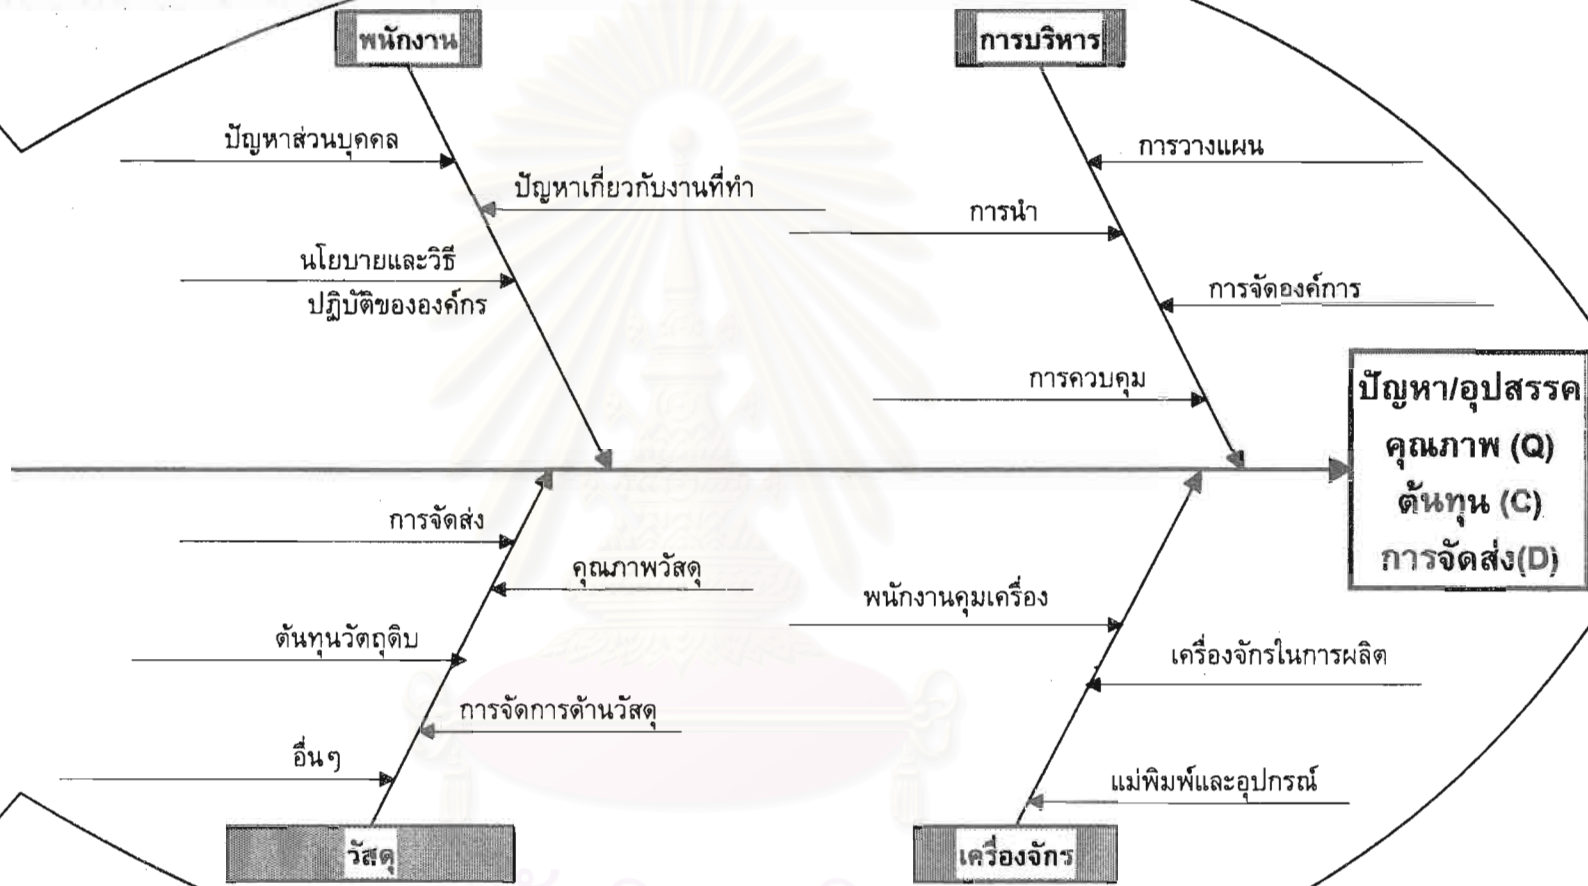 พนักงาน
การบริหาร
ปัญหาส่วนบุคคล
การวางแผน
ปัญหาเกี่ยวกับงานที่ทำ
การนำ
นโยบายและวิธี
ปฏิบัติขององค์กร
การจัดองค์การ
การควบคุม
ปัญหา/อุปสรรค
คุณภาพ (Q)
ต้นทุน (C)
การจัดส่ง(D)
การจัดส่ง
คุณภาพวัสดุ
พนักงานคุมเครื่อง
ต้นทุนวัตถุดิบ
เครื่องจักรในการผลิต
การจัดการด้านวัสดุ
อื่นๆ
แม่พิมพ์และอุปกรณ์
วัสดุ
เครื่องจักร